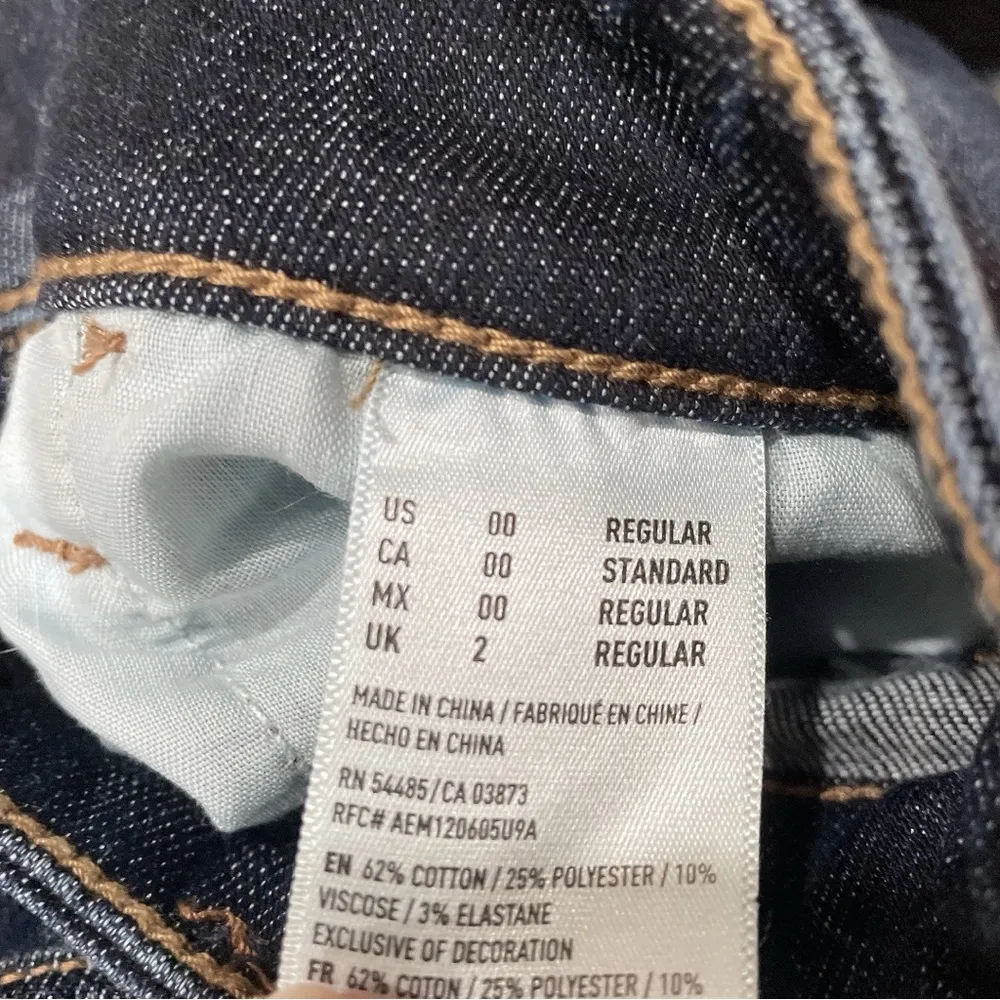 US 00 REGULAR
CA 00 STANDARD
MX 00 REGULAR
UK 2 REGULAR
MADE IN CHINA / FABRIQUÉ EN CHINE /
HECHO EN CHINA
RN 54485 / CA 03873
RFC# AEM120605U9A
EN 62% COTTON / 25% POLYESTER / 10%
VISCOSE / 3% ELASTANE
EXCLUSIVE OF DECORATION
FR 62% COTON / 25% POLYESTER / 10%